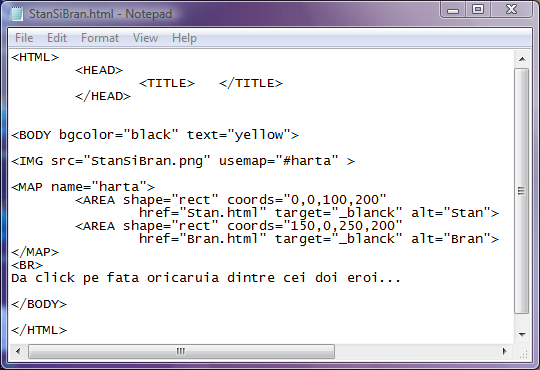 StanSiBran.html - Notepad
File Edit Format View Help
<HTML>
<HEAD>
<TITLE> </TITLE>
</HEAD>
<BODY bgcolor="black" text="yellow">
<IMG src="StanSiBran.png" usemap="#harta" >
<MAP name="harta">
<AREA shape="rect" coords="0,0,100,200"
href="Stan.html" target="_blanck" alt="Stan">
<AREA shape="rect" coords="150,0,250,200"
href="Bran.html" target="_blanck" alt="Bran">
</MAP>
<BR>
Da click pe fata oricaruia dintre cei doi eroi...
</BODY>
</HTML>